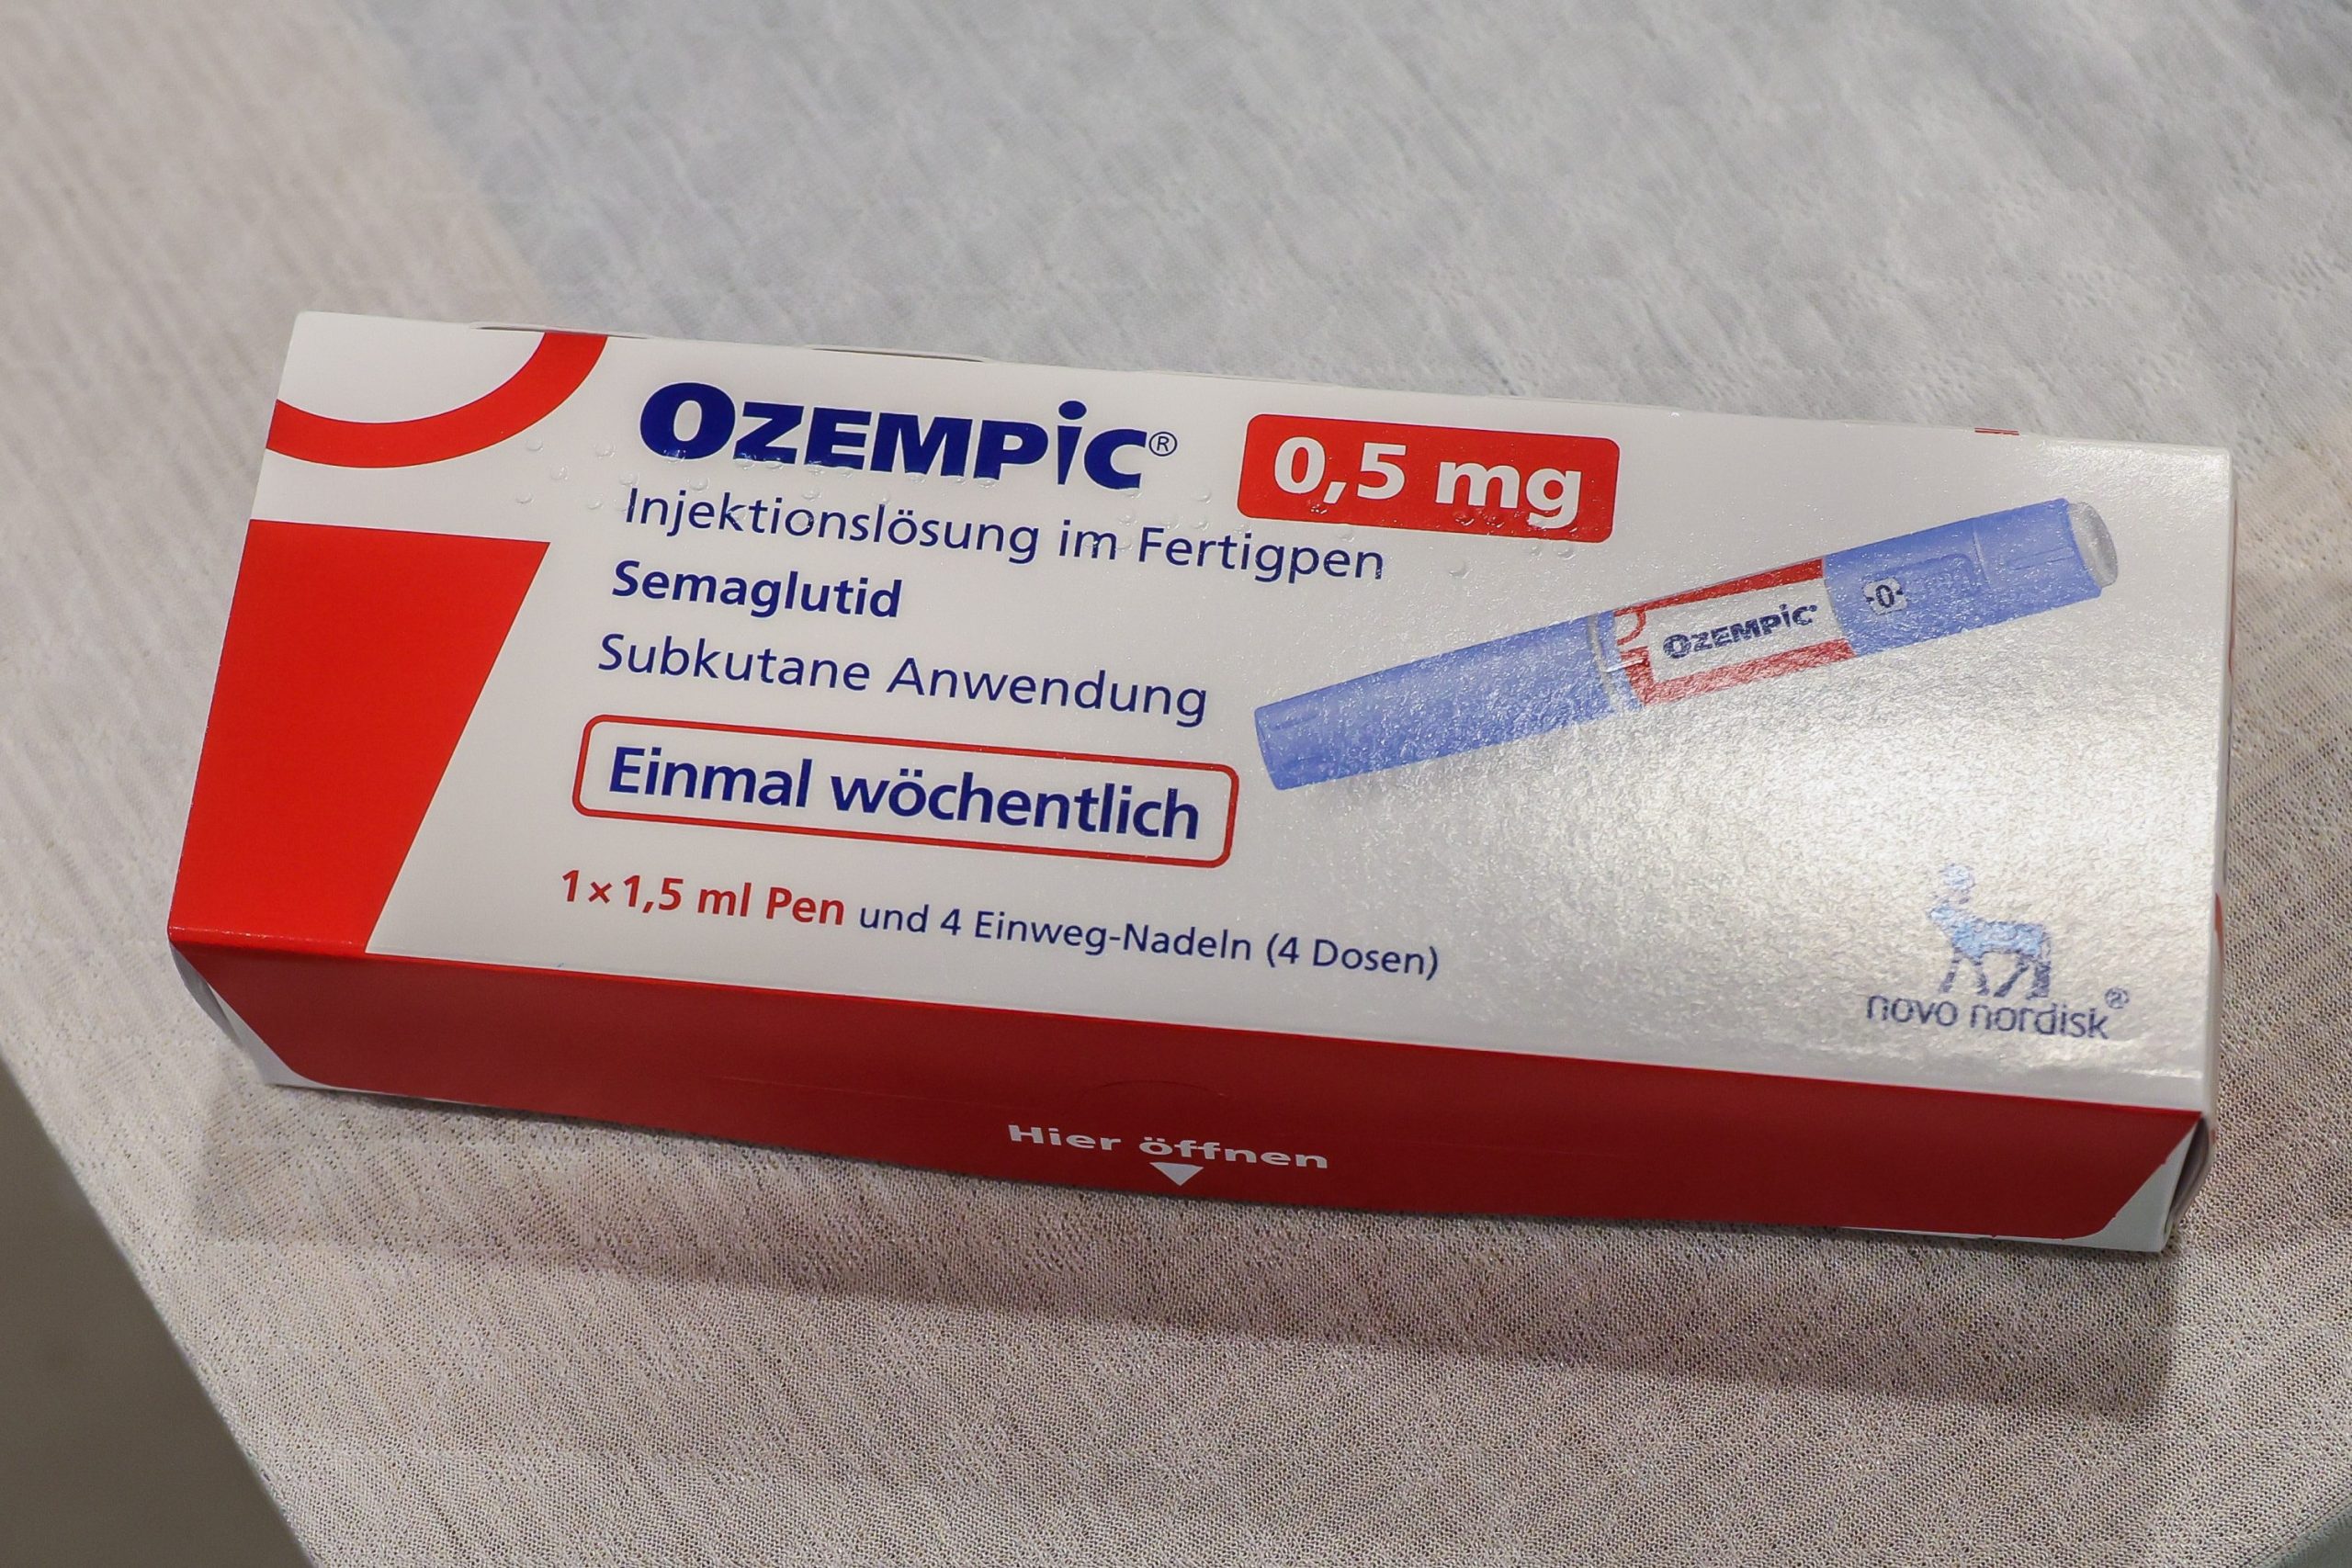 OZEMPIC® 0,5 mg
Injektionslösung im Fertigpen
Semaglutid
Subkutane Anwendung
Einmal wöchentlich
1 × 1,5 ml Pen und 4 Einweg-Nadeln (4 Dosen)
OZEMPIC®
0
novo nordisk®
Hier öffnen